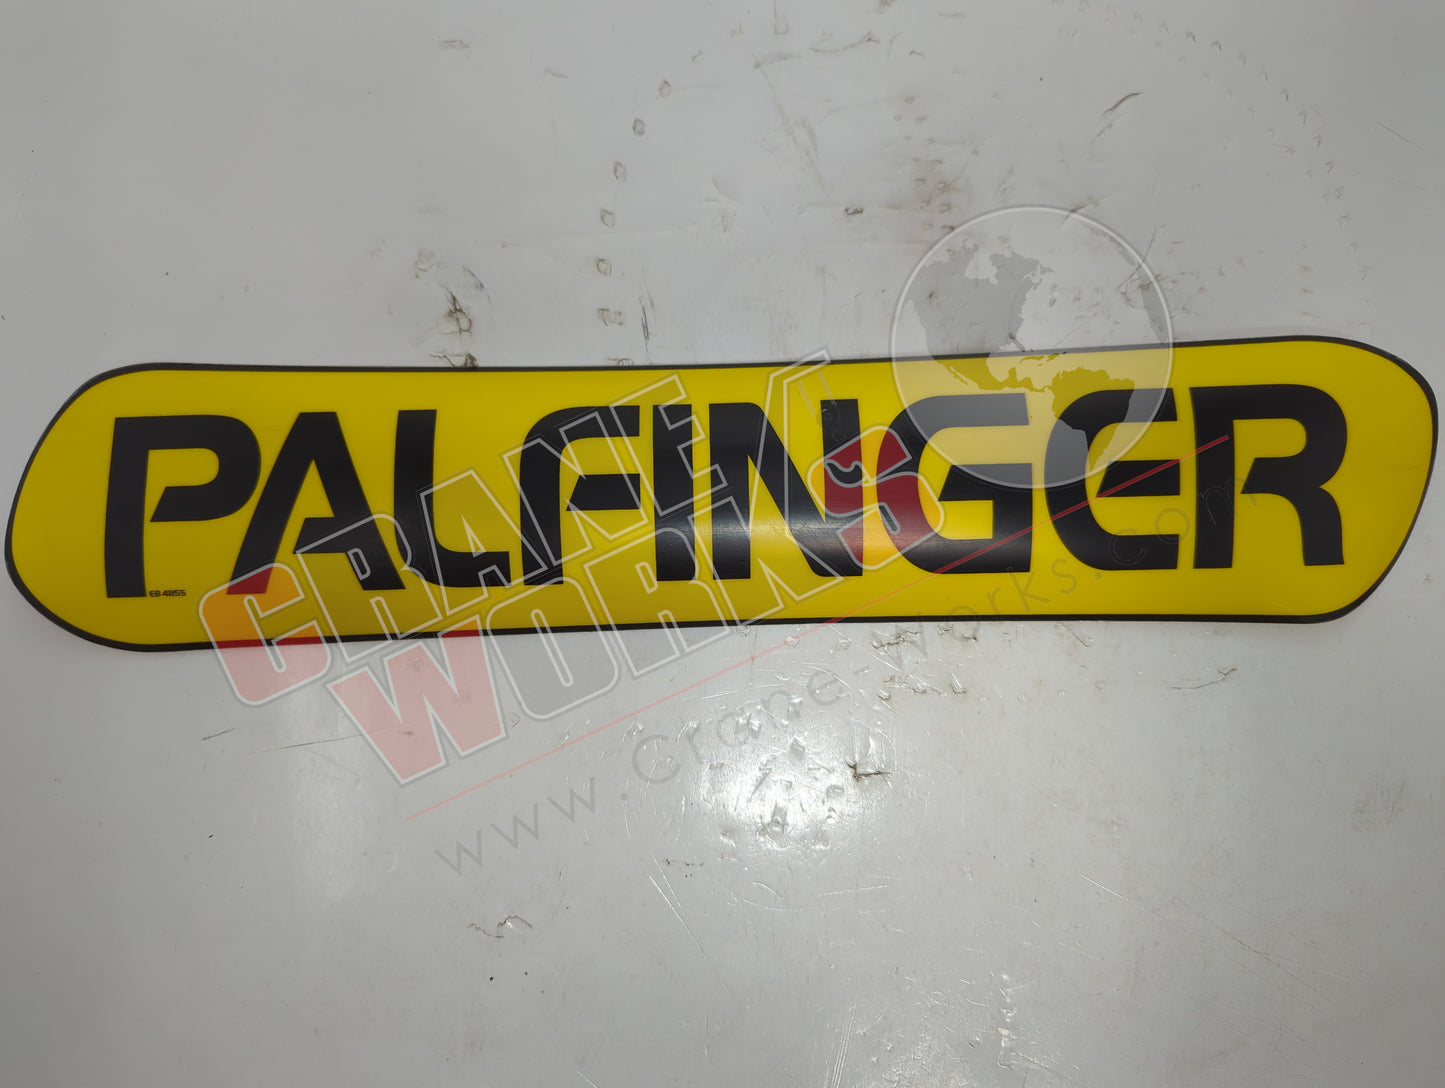 PALFINGER
EB 4855
CRANE
WORKS
www.crane-works.com